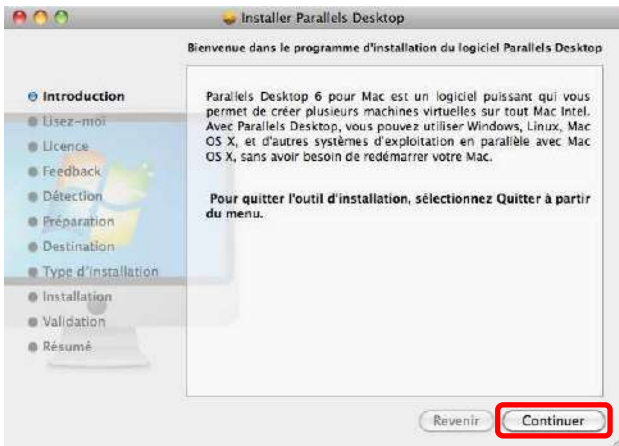 Installer Parallels Desktop
Bienvenue dans le programme d'installation du logiciel Parallels Desktop
Introduction
Lisez-moi
Licence
Feedback
Détection
Préparation
Destination
Type d'installation
Installation
Validation
Résumé
Parallels Desktop 6 pour Mac est un logiciel puissant qui vous
permet de créer plusieurs machines virtuelles sur tout Mac Intel.
Avec Parallels Desktop, vous pouvez utiliser Windows, Linux, Mac
OS X, et d'autres systèmes d'exploitation en parallèle avec Mac
OS X, sans avoir besoin de redémarrer votre Mac.
Pour quitter l'outil d'installation, sélectionnez Quitter à partir
du menu.
Revenir
Continuer